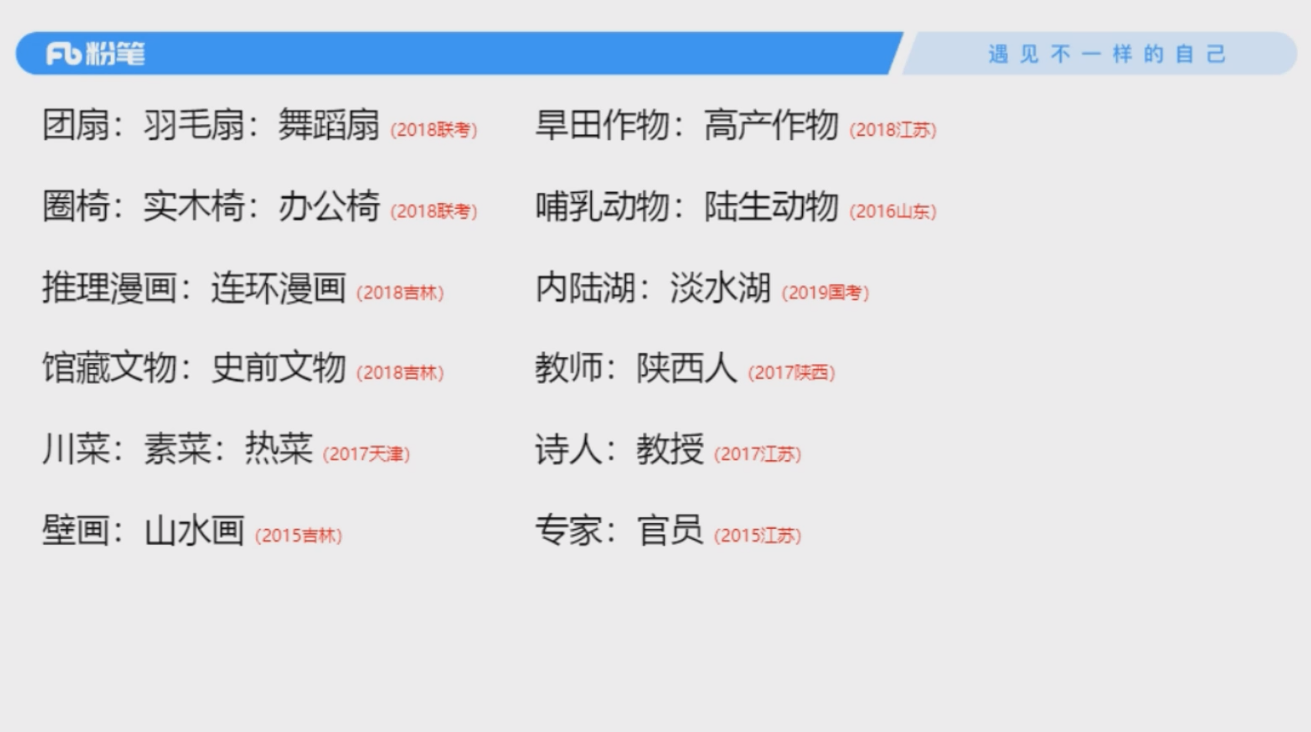 Fb粉笔
遇见不一样的自己
团扇：羽毛扇：舞蹈扇 (2018联考)
圈椅：实木椅：办公椅 (2018联考)
推理漫画：连环漫画 (2018吉林)
馆藏文物：史前文物 (2018吉林)
川菜：素菜：热菜 (2017天津)
壁画：山水画 (2015吉林)
旱田作物：高产作物 (2018江苏)
哺乳动物：陆生动物 (2016山东)
内陆湖：淡水湖 (2019国考)
教师：陕西人 (2017陕西)
诗人：教授 (2017江苏)
专家：官员 (2015江苏)